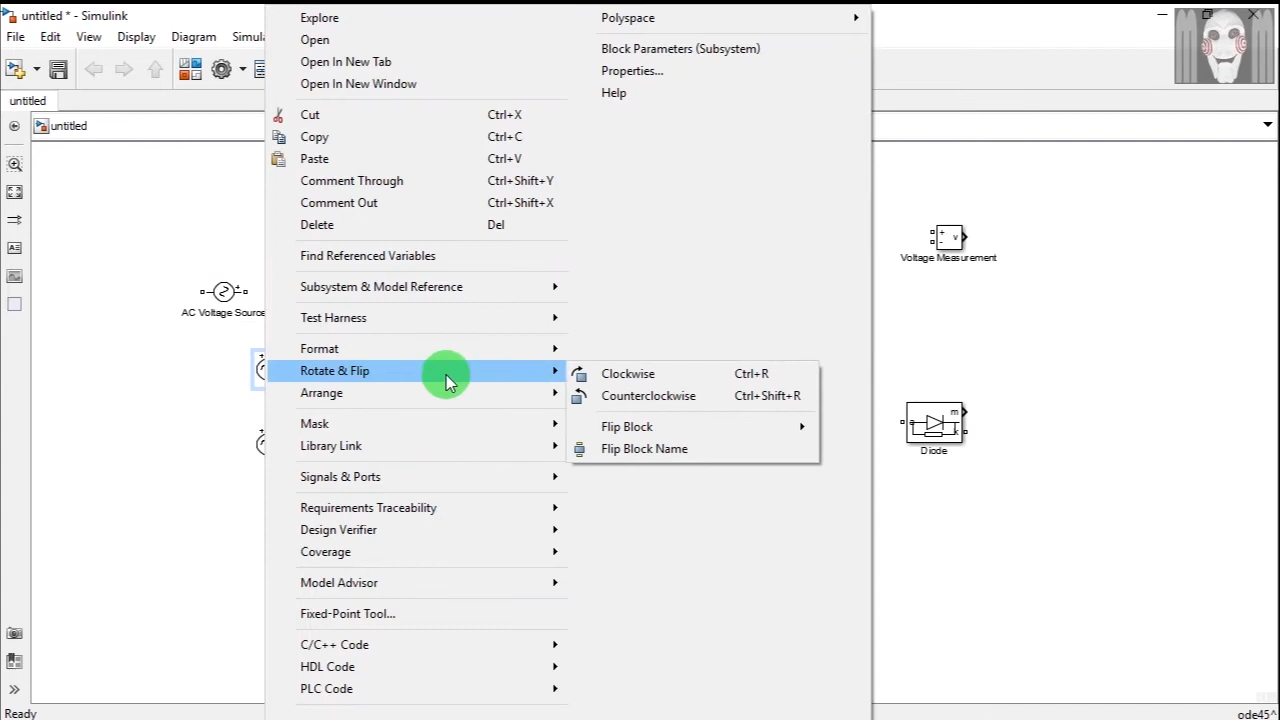 untitled * - Simulink
File Edit View Display Diagram Simul
untitled
untitled
Explore
Open
Open In New Tab
Open In New Window
Cut Ctrl+X
Copy Ctrl+C
Paste Ctrl+V
Comment Through Ctrl+Shift+Y
Comment Out Ctrl+Shift+X
Delete Del
Find Referenced Variables
Subsystem & Model Reference
Test Harness
Format
Rotate & Flip
Arrange
Mask
Library Link
Signals & Ports
Requirements Traceability
Design Verifier
Coverage
Model Advisor
Fixed-Point Tool...
C/C++ Code
HDL Code
PLC Code
Polyspace
Block Parameters (Subsystem)
Properties...
Help
Clockwise Ctrl+R
Counterclockwise Ctrl+Shift+R
Flip Block
Flip Block Name
AC Voltage Source
+
- v
Voltage Measurement
m
a
k
Diode
Ready
ode45